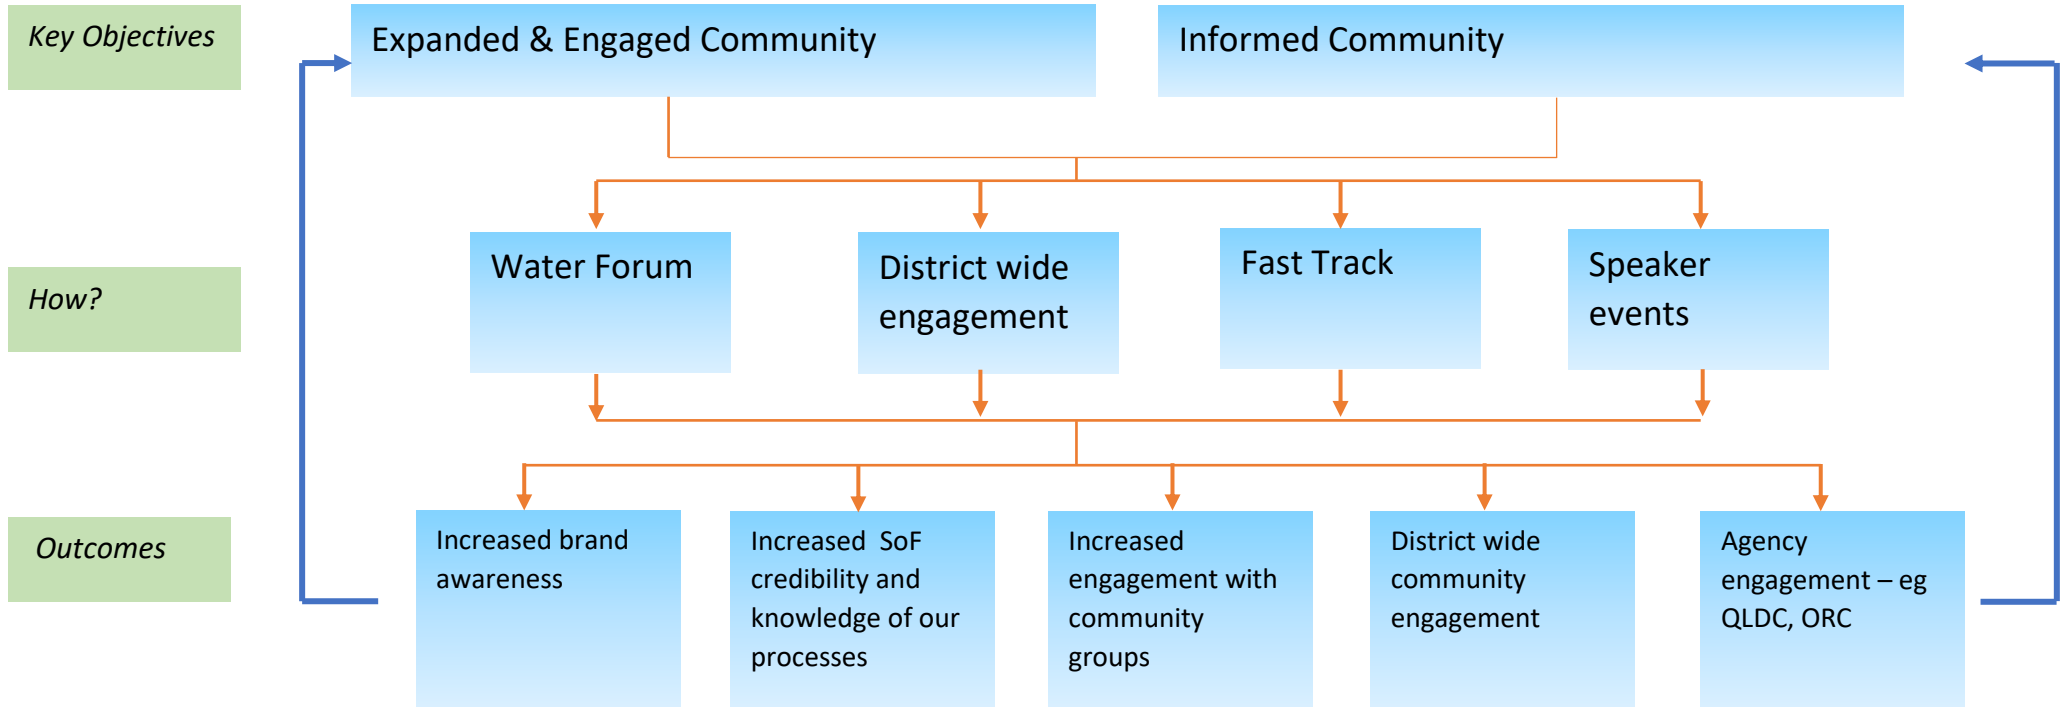 Key Objectives
Expanded & Engaged Community
Informed Community
How?
Water Forum
District wide
engagement
Fast Track
Speaker
events
Outcomes
Increased brand
awareness
Increased  SoF
credibility and
knowledge of our
processes
Increased
engagement with
community
groups
District wide
community
engagement
Agency
engagement – eg
QLDC, ORC